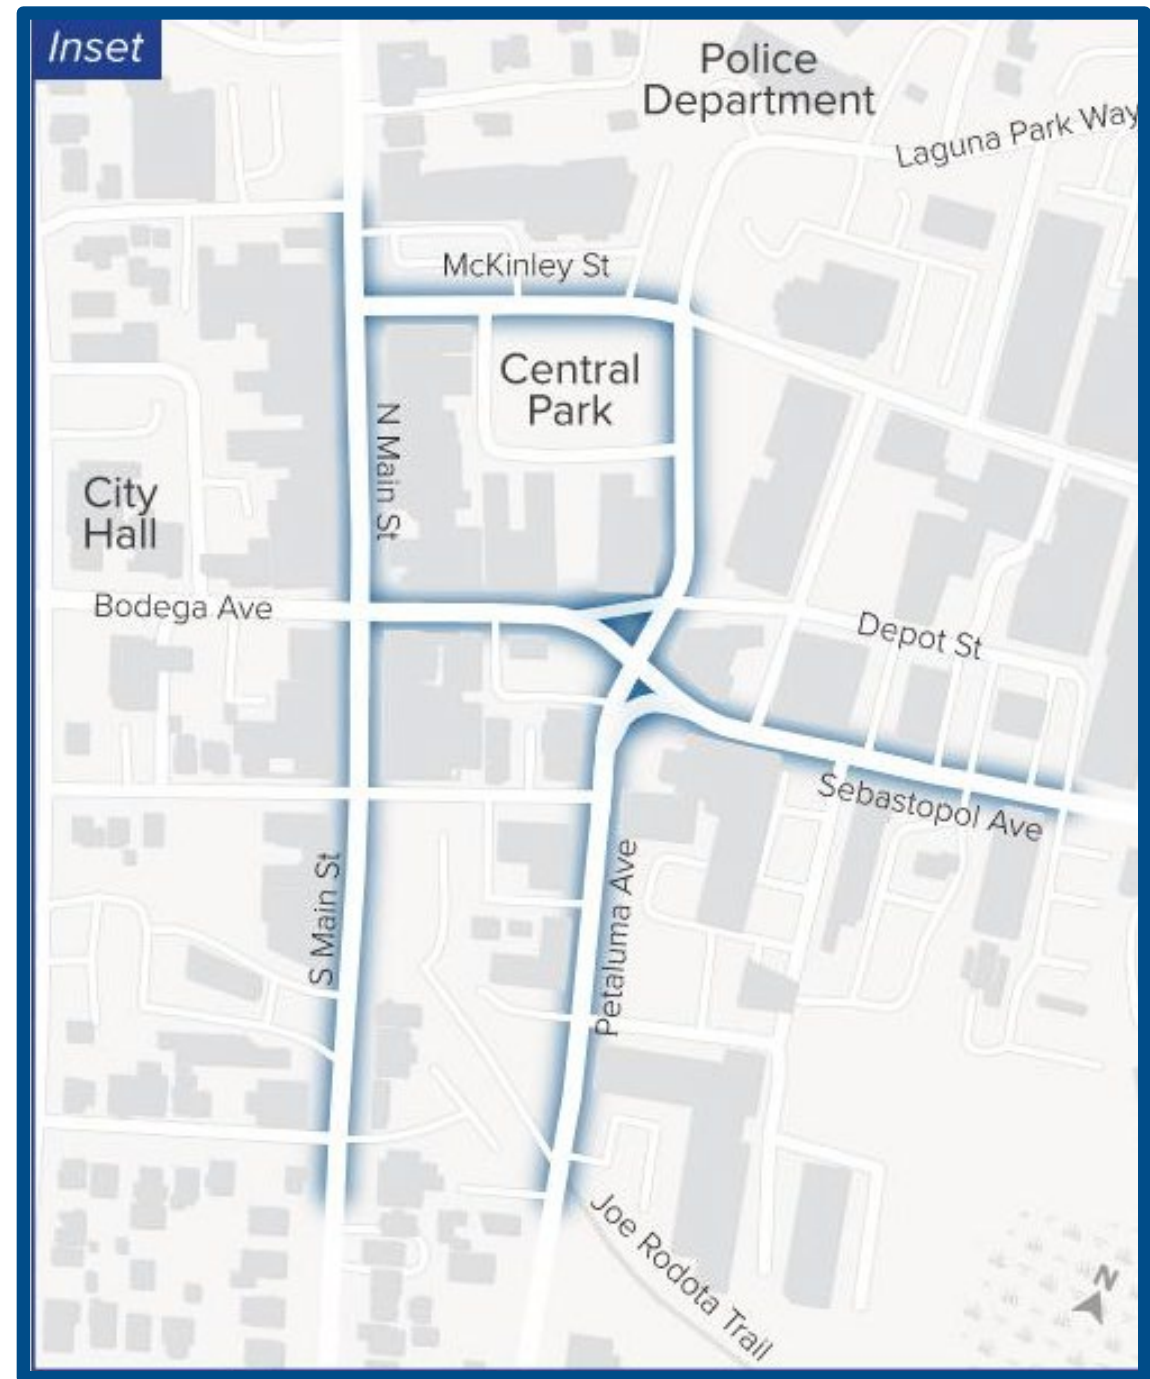 Inset
Police
Department
Laguna Park Way
McKinley St
Central
Park
N Main St
City
Hall
Bodega Ave
Depot St
Sebastopol Ave
S Main St
Petaluma Ave
Joe Rodota Trail
N